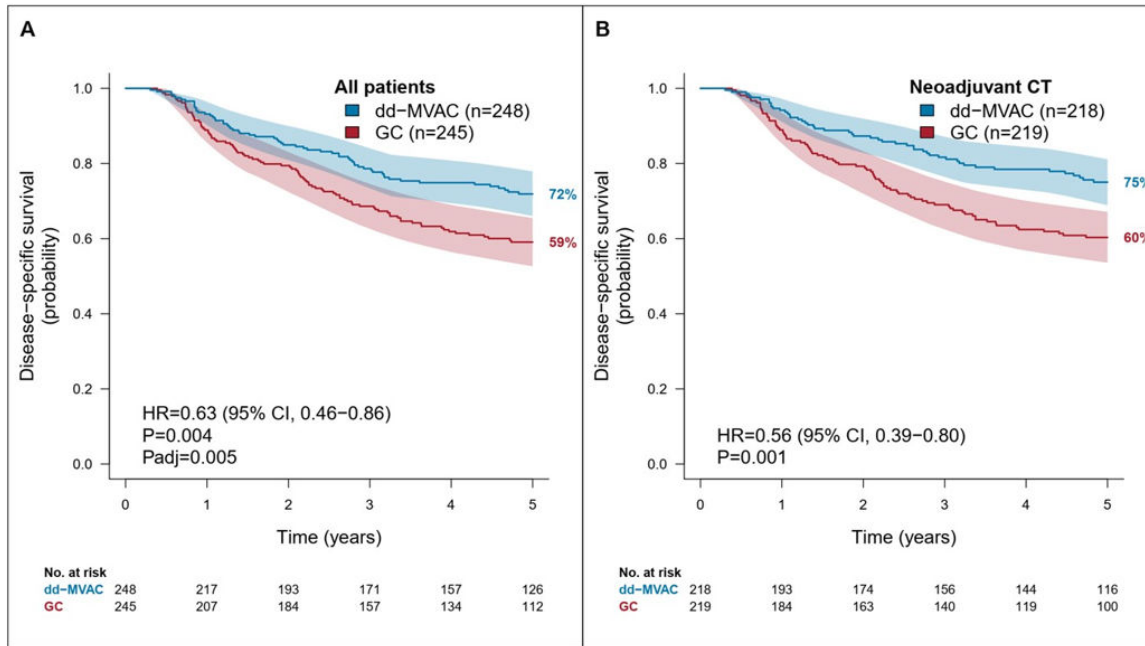 A
All patients
dd−MVAC (n=248)
GC (n=245)
Disease−specific survival
(probability)
1.0
0.8
0.6
0.4
0.2
0.0
72%
59%
HR=0.63 (95% CI, 0.46−0.86)
P=0.004
Padj=0.005
0 1 2 3 4 5
Time (years)
No. at risk
dd−MVAC 248 217 193 171 157 126
GC 245 207 184 157 134 112
B
Neoadjuvant CT
dd−MVAC (n=218)
GC (n=219)
Disease−specific survival
(probability)
1.0
0.8
0.6
0.4
0.2
0.0
75%
60%
HR=0.56 (95% CI, 0.39−0.80)
P=0.001
0 1 2 3 4 5
Time (years)
No. at risk
dd−MVAC 218 193 174 156 144 116
GC 219 184 163 140 119 100